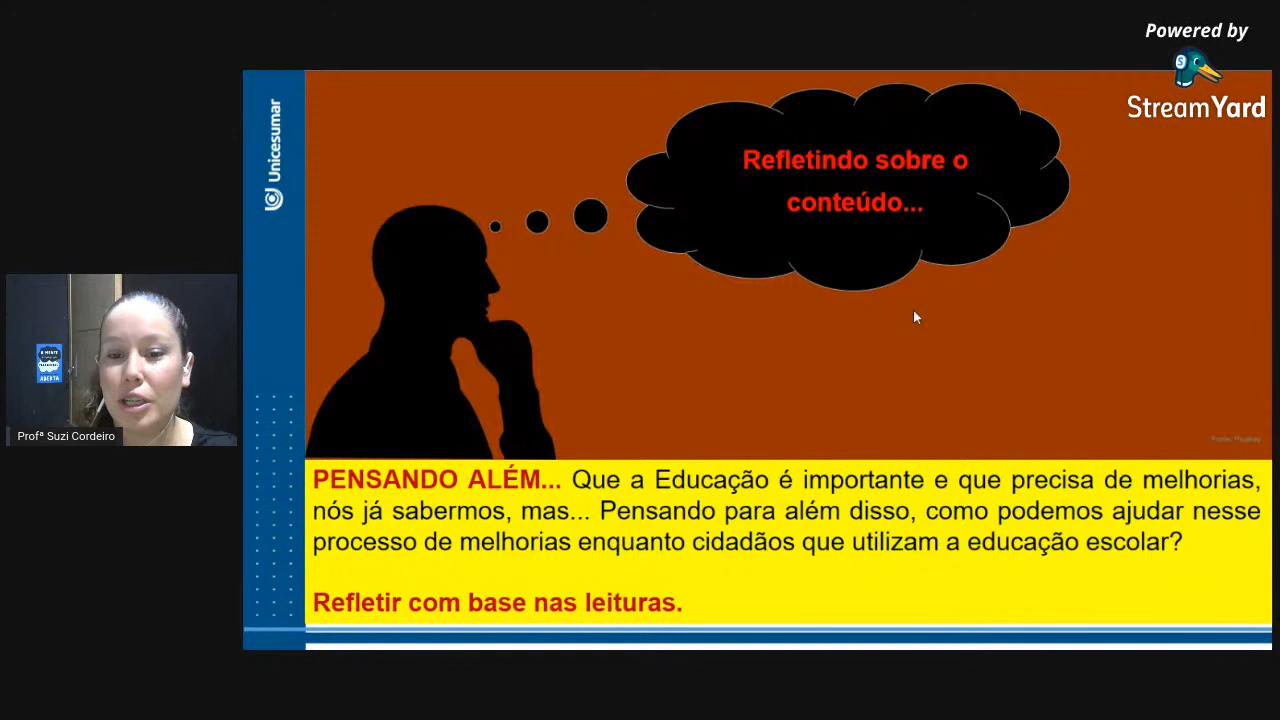 Powered by
StreamYard
Unicesumar
Refletindo sobre o
conteúdo...
A MENTE
ABERTA
Profª Suzi Cordeiro
PENSANDO ALÉM... Que a Educação é importante e que precisa de melhorias,
nós já sabermos, mas... Pensando para além disso, como podemos ajudar nesse
processo de melhorias enquanto cidadãos que utilizam a educação escolar?
Refletir com base nas leituras.